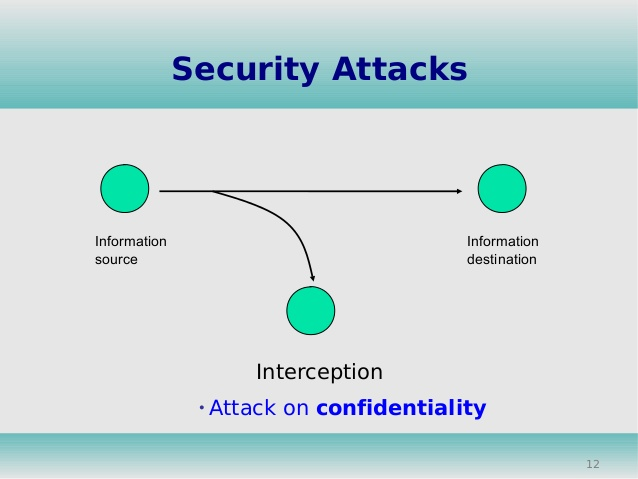 Security Attacks
Information
source
Information
destination
Interception
• Attack on confidentiality
12